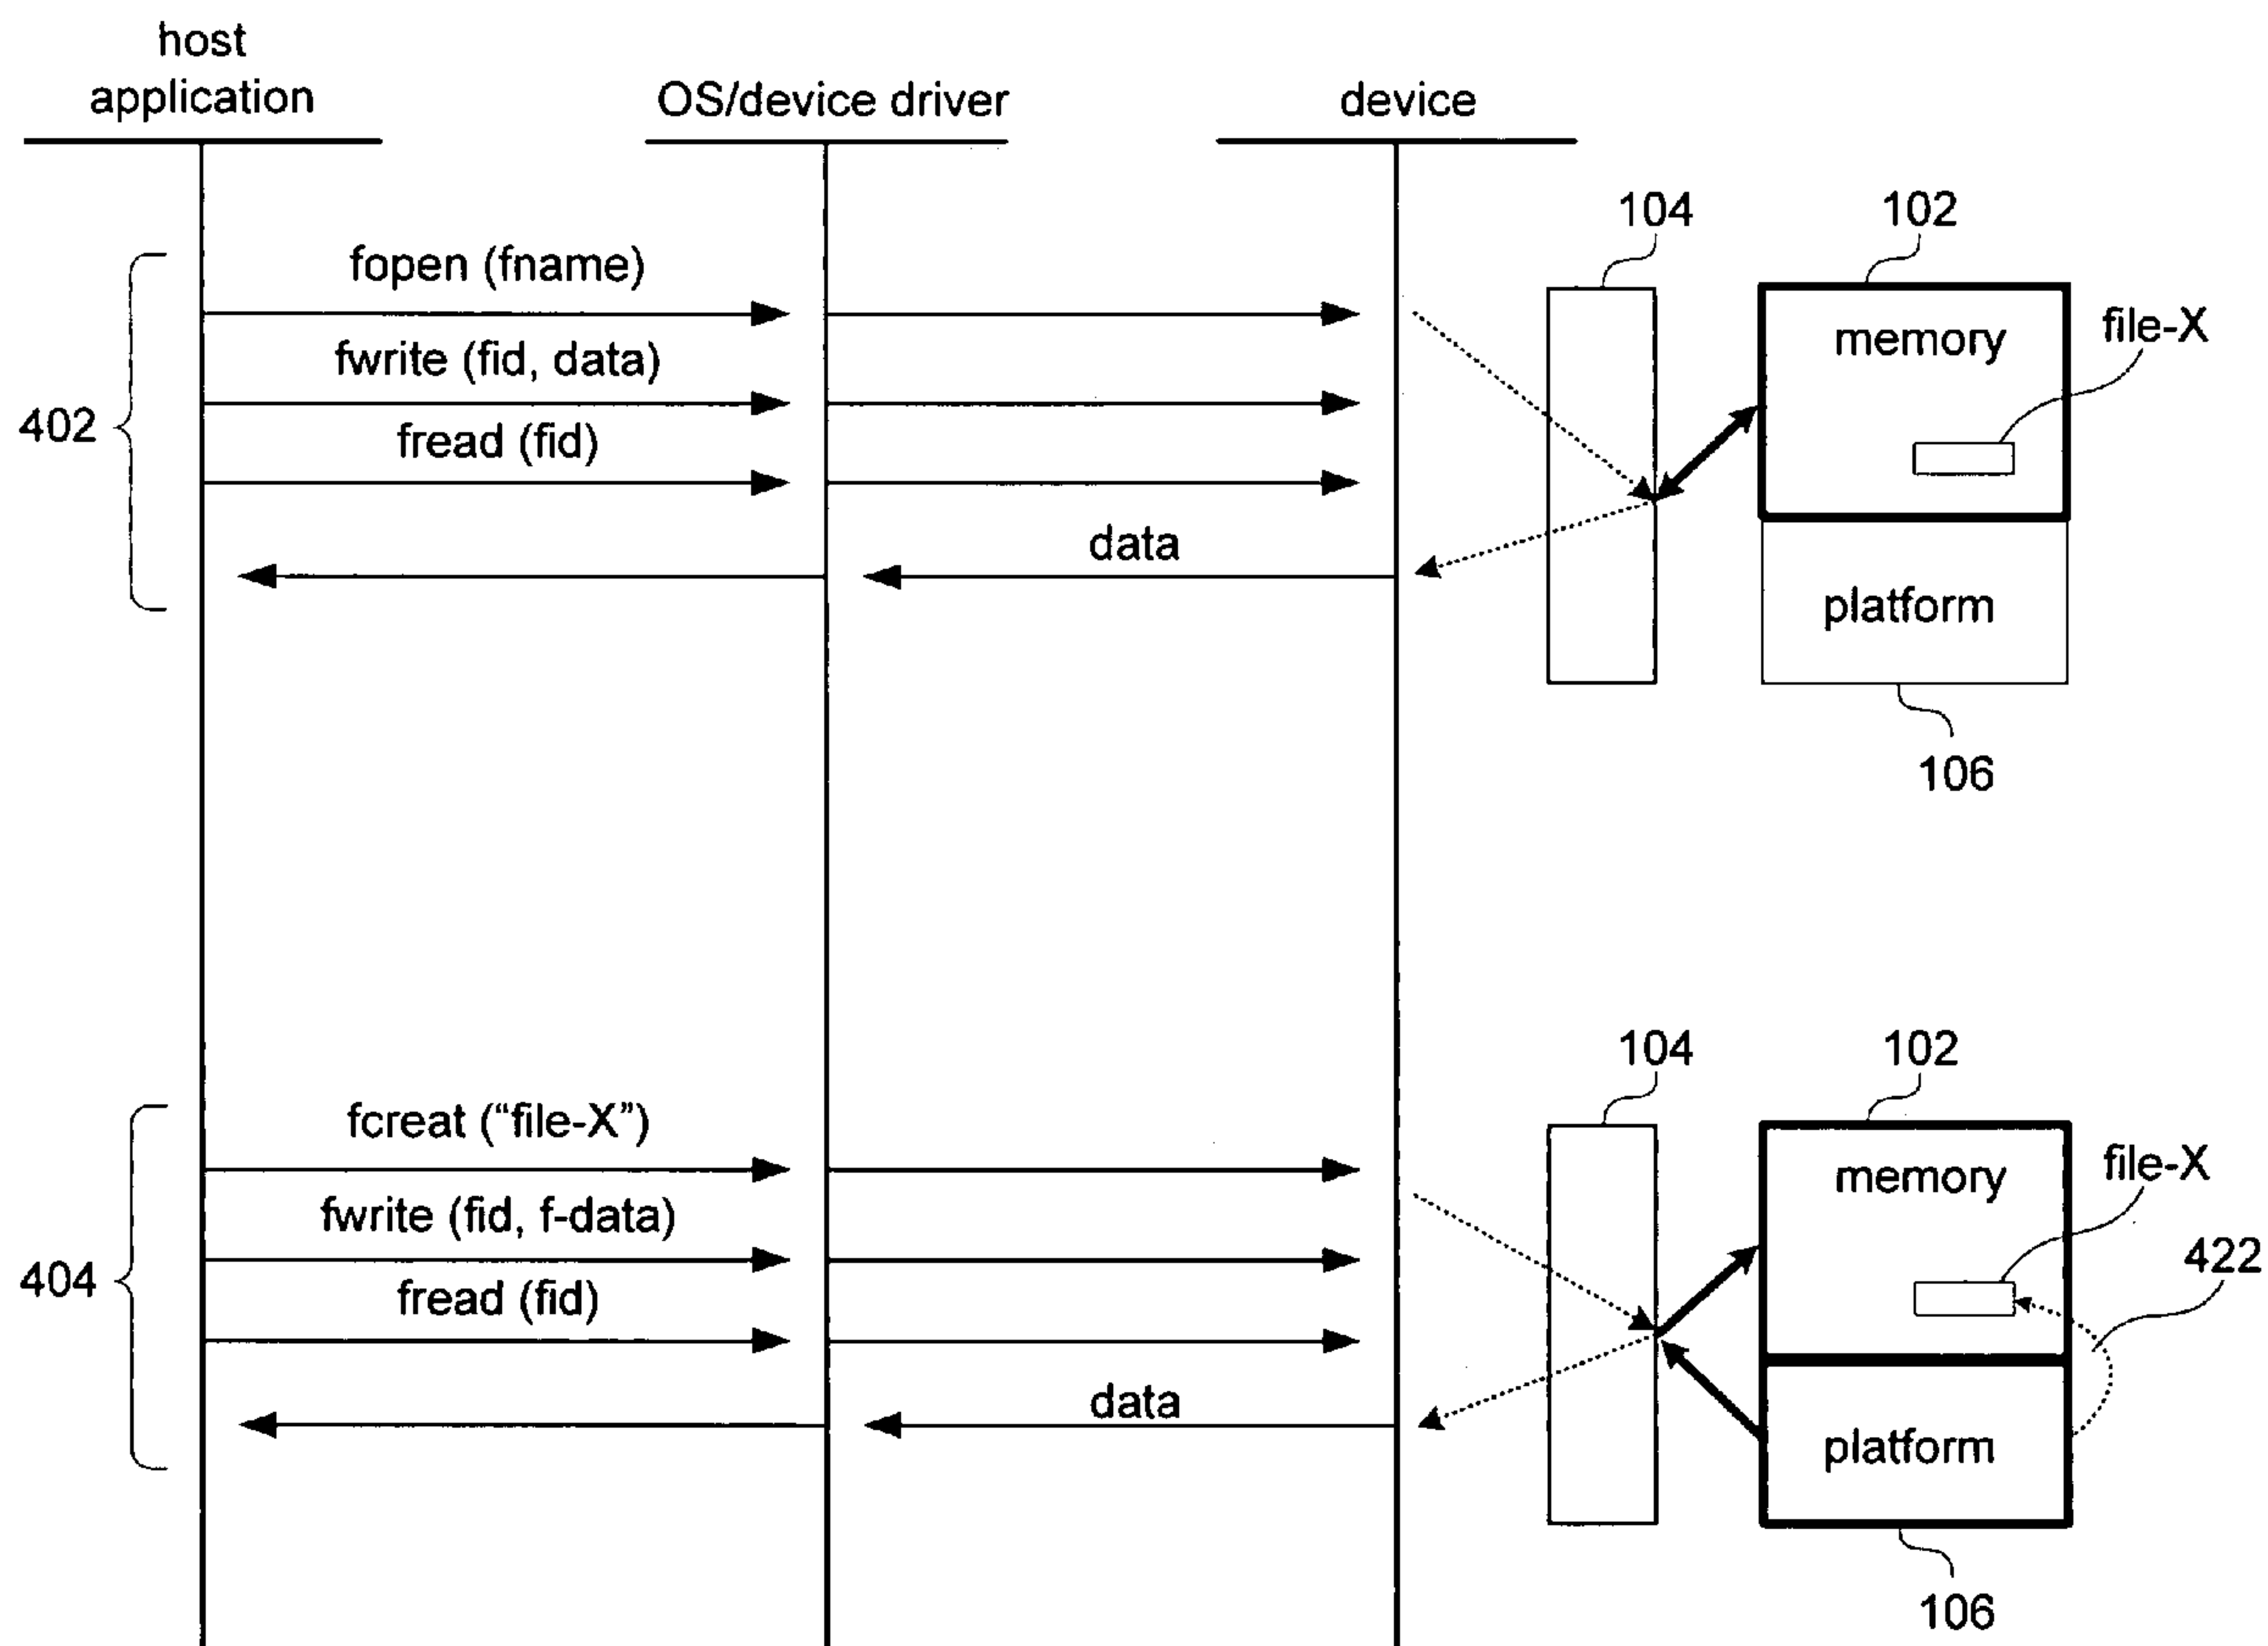 host
application
OS/device driver
device
104
102
fopen (fname)
file-X
memory
fwrite (fid, data)
402
fread (fid)
data
platform
106
104
102
fcreat (“file-X”)
file-X
memory
fwrite (fid, f-data)
422
404
fread (fid)
data
platform
106